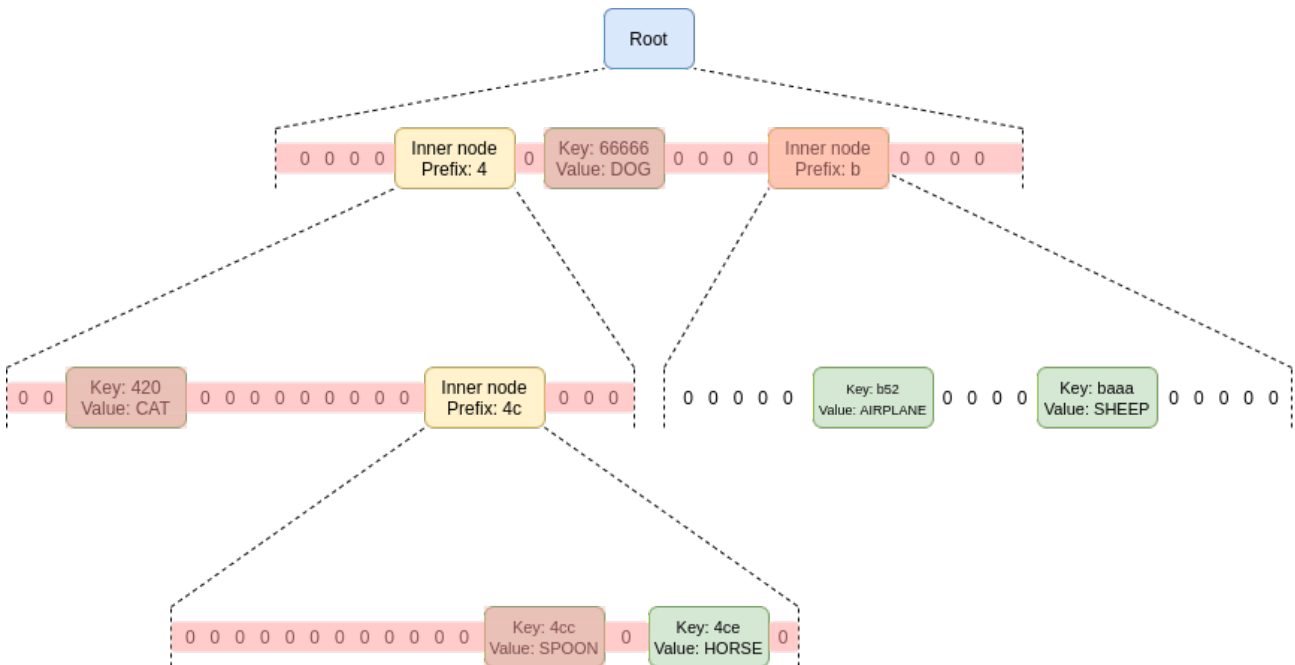 Root
0 0 0 0
Inner node
Prefix: 4
0
Key: 66666
Value: DOG
0 0 0 0
Inner node
Prefix: b
0 0 0 0
0 0
Key: 420
Value: CAT
0 0 0 0 0 0 0 0 0
Inner node
Prefix: 4c
0 0 0
0 0 0 0 0
Key: b52
Value: AIRPLANE
0 0 0 0
Key: baaa
Value: SHEEP
0 0 0 0 0
0 0 0 0 0 0 0 0 0 0 0 0
Key: 4cc
Value: SPOON
0
Key: 4ce
Value: HORSE
0